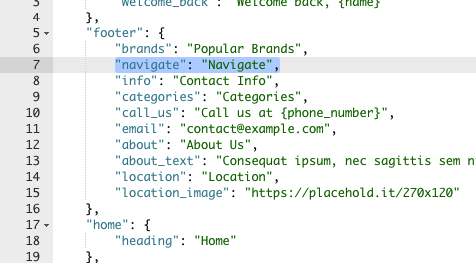 3 "welcome_back": "Welcome back, {name}
4 },
5 "footer": {
6 "brands": "Popular Brands",
7 "navigate": "Navigate",
8 "info": "Contact Info",
9 "categories": "Categories",
10 "call_us": "Call us at {phone_number}",
11 "email": "contact@example.com",
12 "about": "About Us",
13 "about_text": "Consequat ipsum, nec sagittis sem n
14 "location": "Location",
15 "location_image": "https://placehold.it/270x120"
16 },
17 "home": {
18 "heading": "Home"
19 },